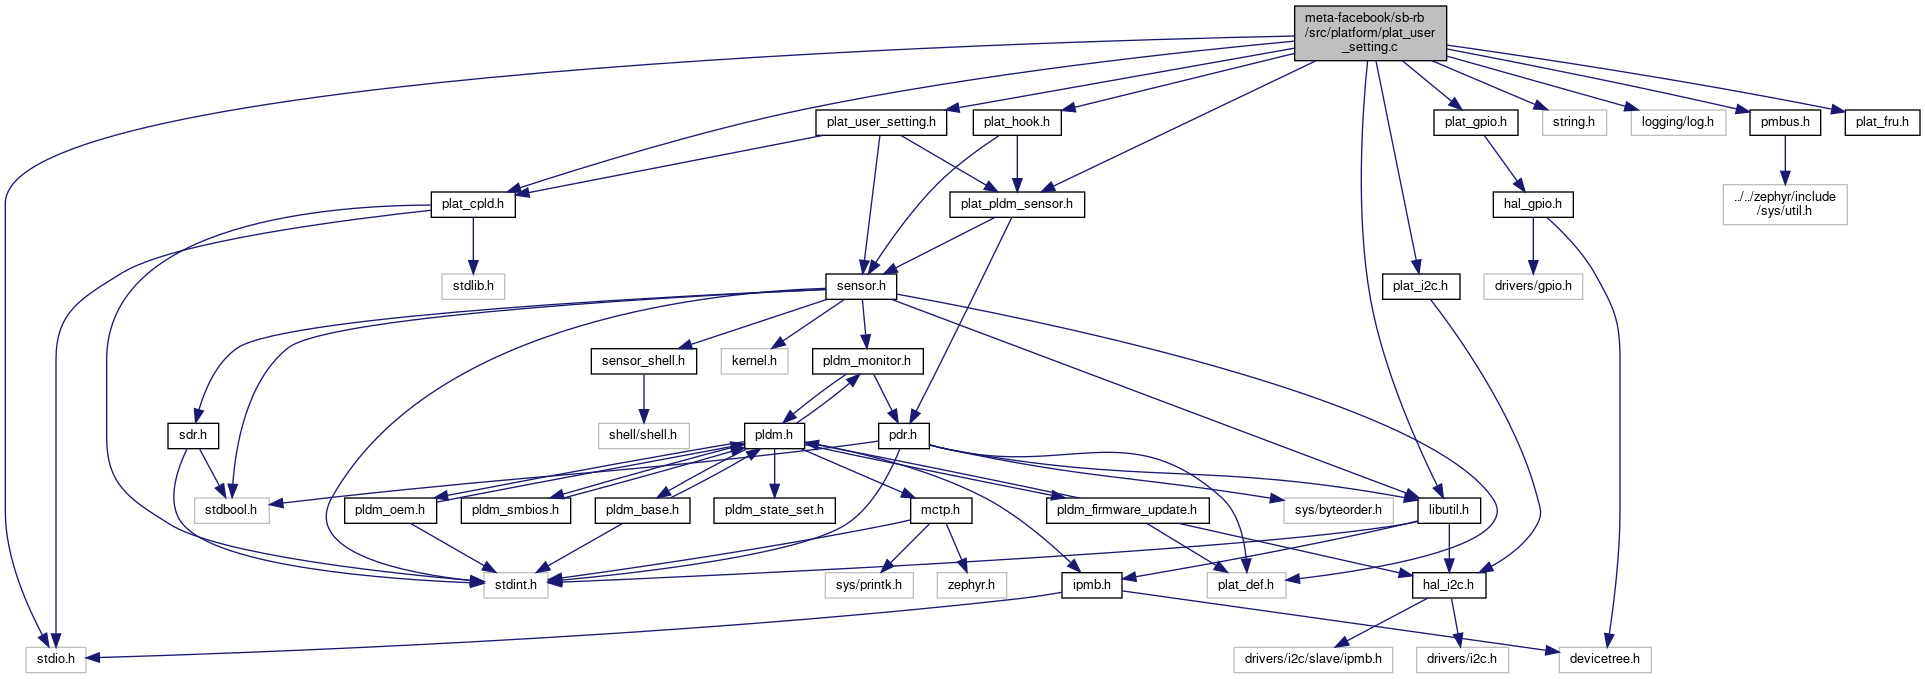 meta-facebook/sb-rb
/src/platform/plat_user
_setting.c
plat_user_setting.h
plat_hook.h
plat_gpio.h
string.h
logging/log.h
pmbus.h
plat_fru.h
plat_cpld.h
plat_pldm_sensor.h
hal_gpio.h
../../zephyr/include
/sys/util.h
stdlib.h
sensor.h
plat_i2c.h
drivers/gpio.h
sensor_shell.h
kernel.h
pldm_monitor.h
sdr.h
shell/shell.h
pldm.h
pdr.h
stdbool.h
pldm_oem.h
pldm_smbios.h
pldm_base.h
pldm_state_set.h
mctp.h
pldm_firmware_update.h
sys/byteorder.h
libutil.h
stdint.h
sys/printk.h
zephyr.h
ipmb.h
plat_def.h
hal_i2c.h
stdio.h
drivers/i2c/slave/ipmb.h
drivers/i2c.h
devicetree.h